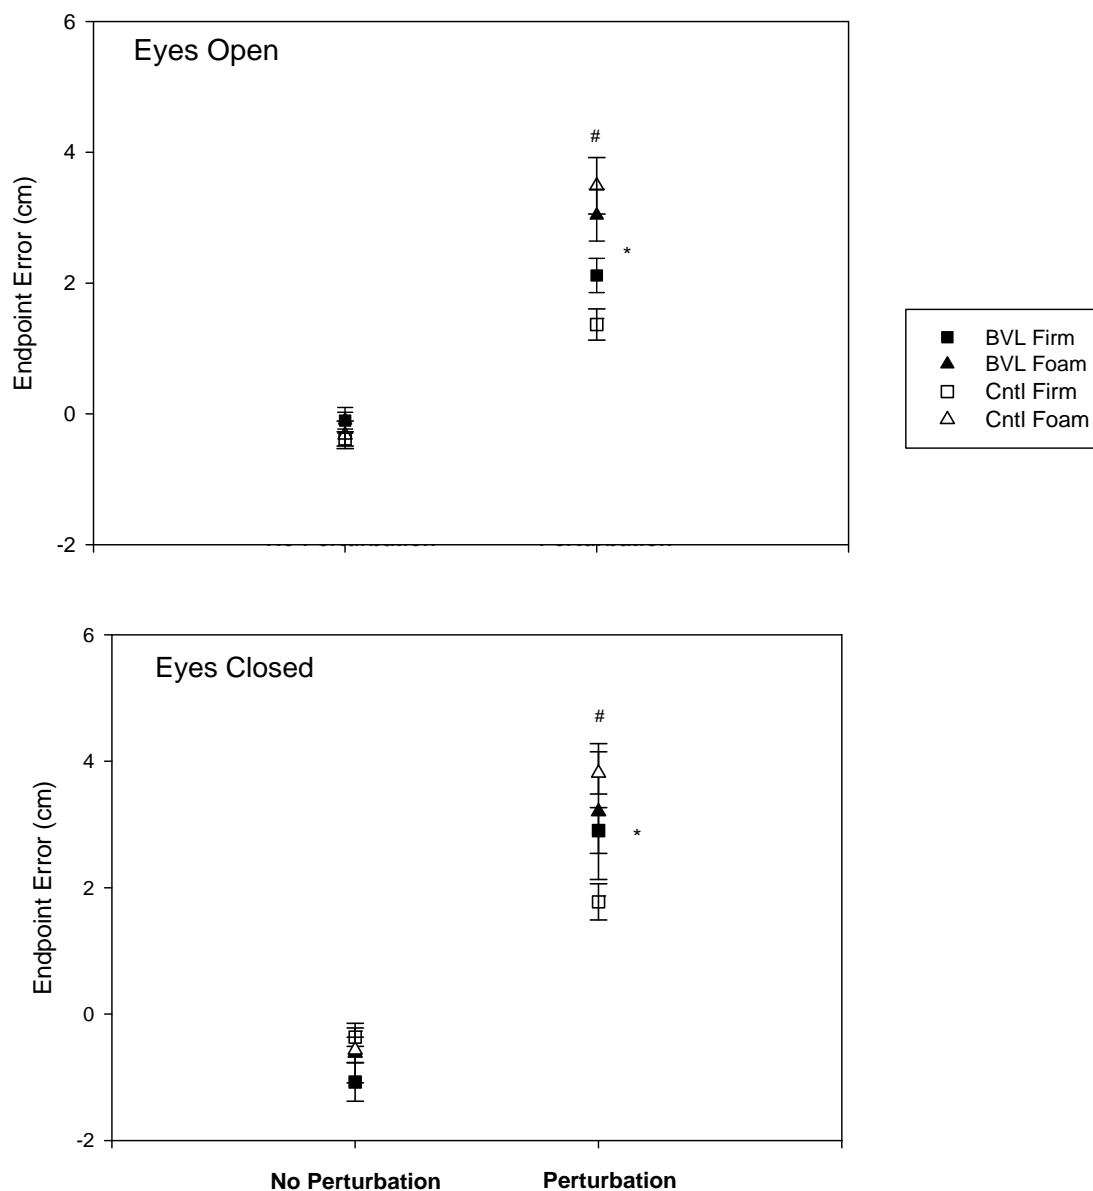 6
Eyes Open
#
4
Endpoint Error (cm)
*
2
BVL Firm
BVL Foam
Cntl Firm
Cntl Foam
0
-2
6
Eyes Closed
#
4
Endpoint Error (cm)
*
2
0
-2
No Perturbation
Perturbation